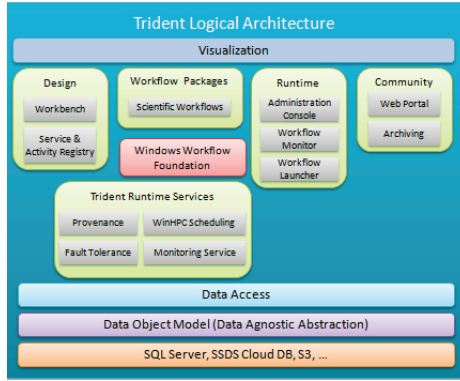 Trident Logical Architecture
Visualization
Design
Workbench
Service &
Activity Registry
Workflow Packages
Scientific Workflows
Windows Workflow
Foundation
Runtime
Administration
Console
Workflow
Monitor
Workflow
Launcher
Community
Web Portal
Archiving
Trident Runtime Services
Provenance
WinHPC Scheduling
Fault Tolerance
Monitoring Service
Data Access
Data Object Model (Data Agnostic Abstraction)
SQL Server, SSDS Cloud DB, S3, ...